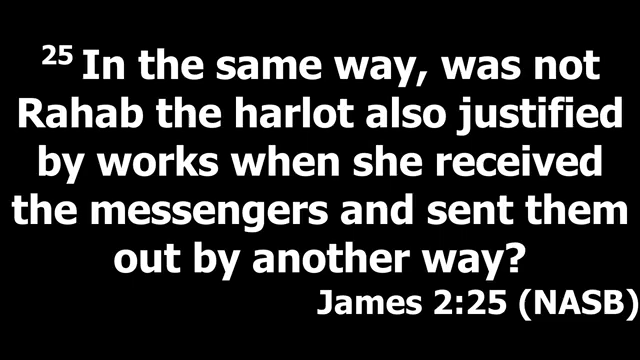 25 In the same way, was not
Rahab the harlot also justified
by works when she received
the messengers and sent them
out by another way?
James 2:25 (NASB)